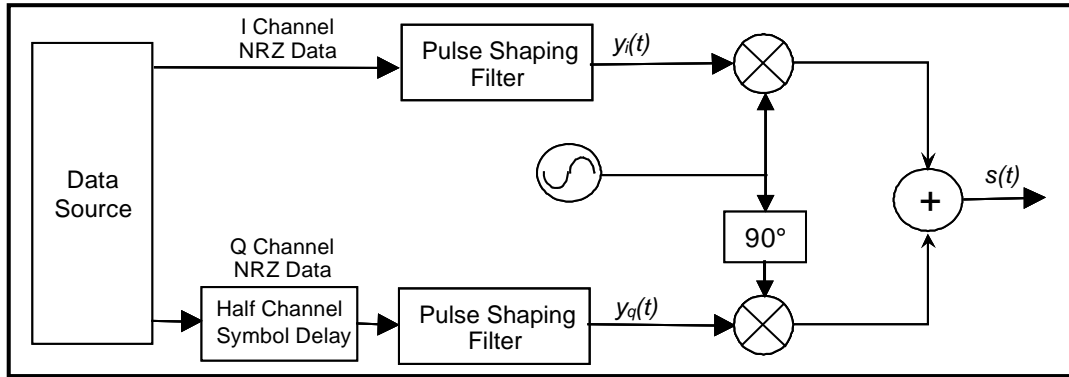 I Channel
NRZ Data
Pulse Shaping
Filter
yi(t)
Data
Source
90°
+
s(t)
Q Channel
NRZ Data
Half Channel
Symbol Delay
Pulse Shaping
Filter
yq(t)